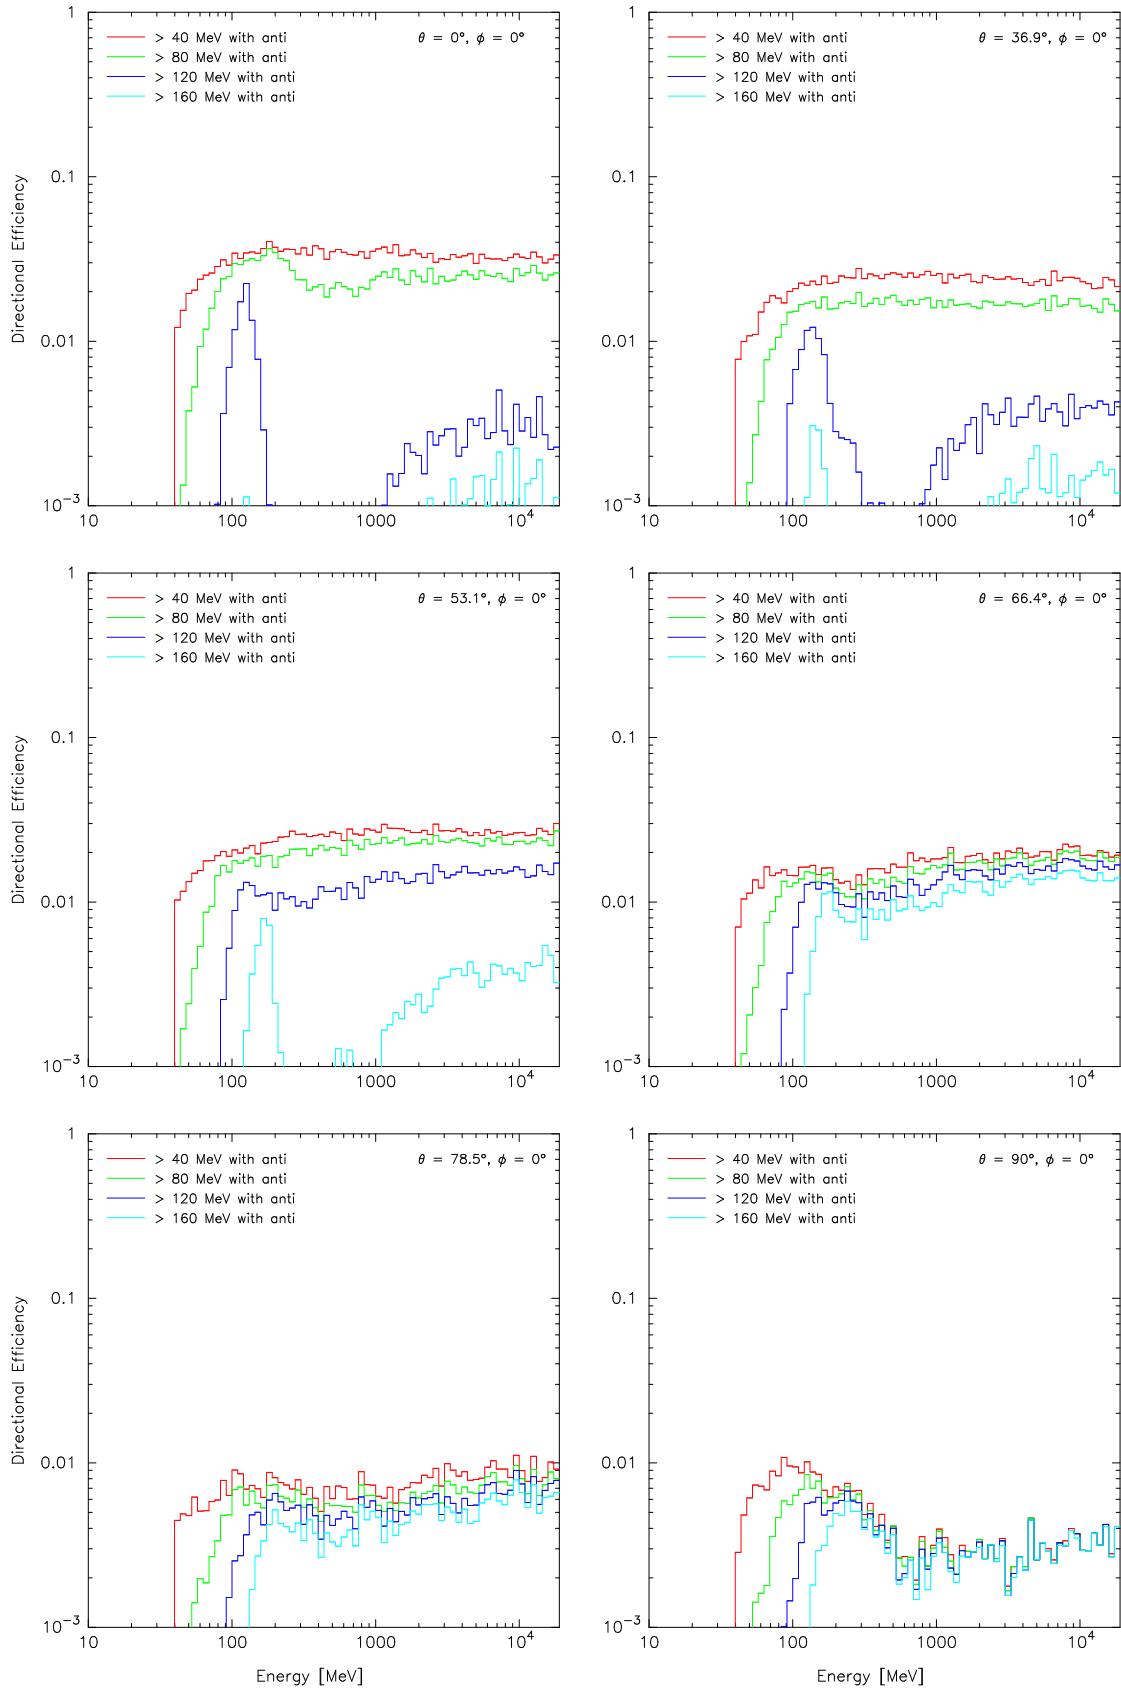 1
> 40 MeV with anti
> 80 MeV with anti
> 120 MeV with anti
> 160 MeV with anti
θ = 0°, ϕ = 0°
0.1
0.01
10⁻³
Directional Efficiency
10 100 1000 10⁴
1
> 40 MeV with anti
> 80 MeV with anti
> 120 MeV with anti
> 160 MeV with anti
θ = 36.9°, ϕ = 0°
0.1
0.01
10⁻³
10 100 1000 10⁴
1
> 40 MeV with anti
> 80 MeV with anti
> 120 MeV with anti
> 160 MeV with anti
θ = 53.1°, ϕ = 0°
0.1
0.01
10⁻³
Directional Efficiency
10 100 1000 10⁴
1
> 40 MeV with anti
> 80 MeV with anti
> 120 MeV with anti
> 160 MeV with anti
θ = 66.4°, ϕ = 0°
0.1
0.01
10⁻³
10 100 1000 10⁴
1
> 40 MeV with anti
> 80 MeV with anti
> 120 MeV with anti
> 160 MeV with anti
θ = 78.5°, ϕ = 0°
0.1
0.01
10⁻³
Directional Efficiency
10 100 1000 10⁴
Energy [MeV]
1
> 40 MeV with anti
> 80 MeV with anti
> 120 MeV with anti
> 160 MeV with anti
θ = 90°, ϕ = 0°
0.1
0.01
10⁻³
10 100 1000 10⁴
Energy [MeV]